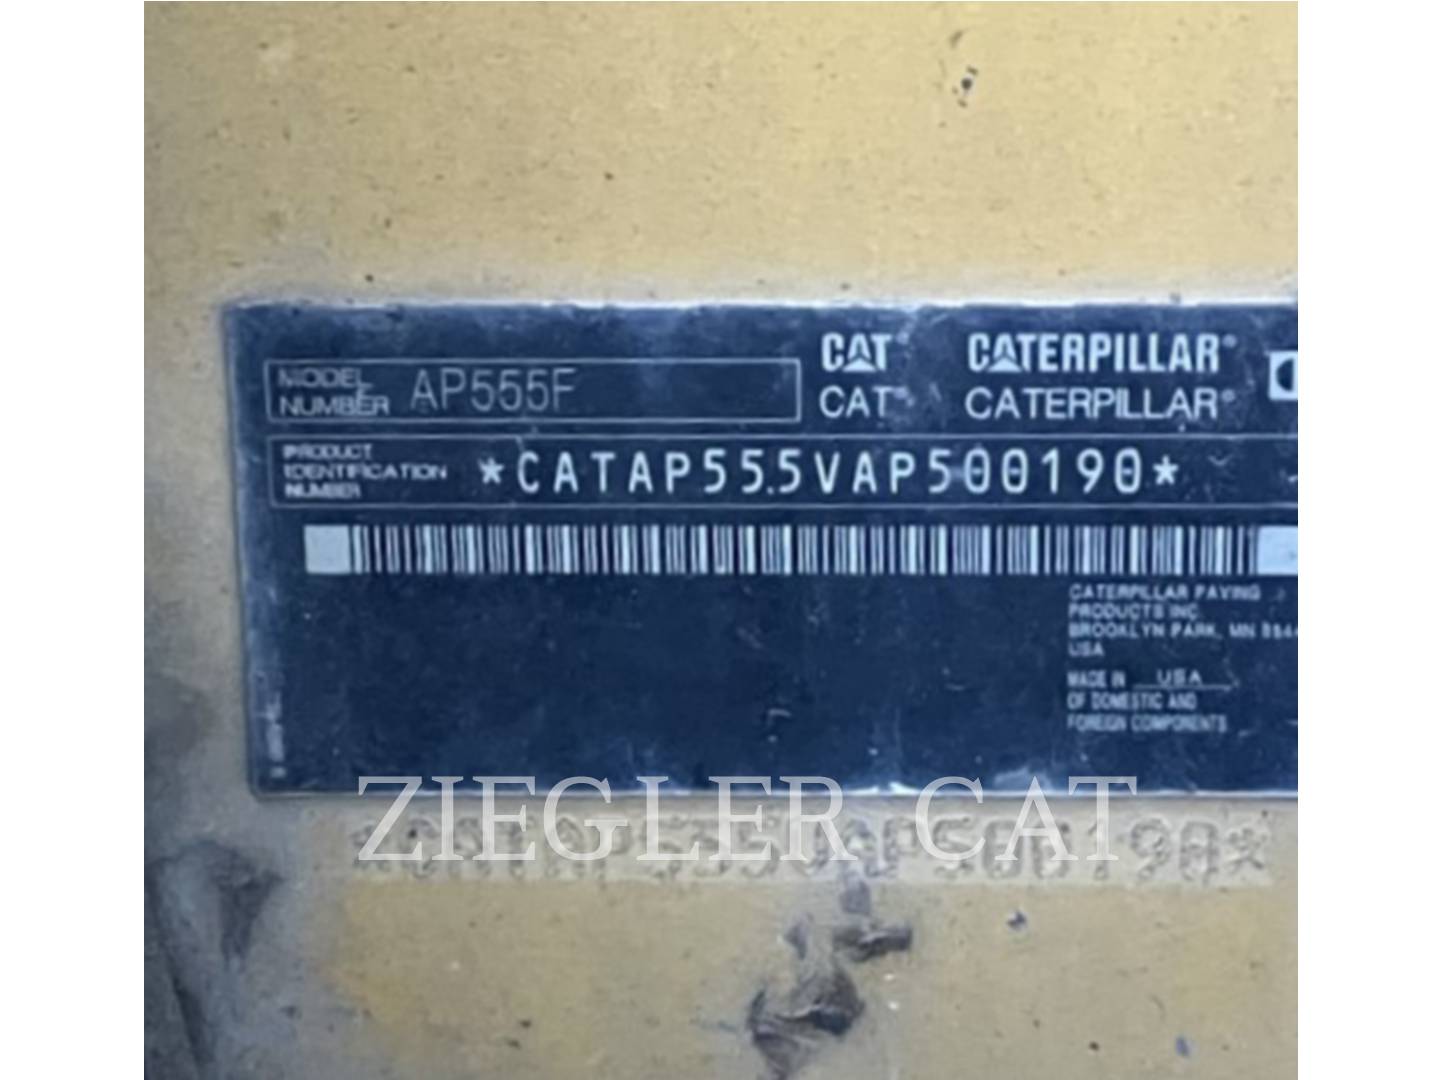 MODEL NUMBER AP555F
CAT® CATERPILLAR®
CAT® CATERPILLAR®
PRODUCT IDENTIFICATION NUMBER *CATAP555VAP500190*
CATERPILLAR PAVING
PRODUCTS INC.
BROOKLYN PARK, MN
USA
MADE IN USA
OF DOMESTIC AND
FOREIGN COMPONENTS
ZIEGLER CAT
*CATAP555VAP500190*